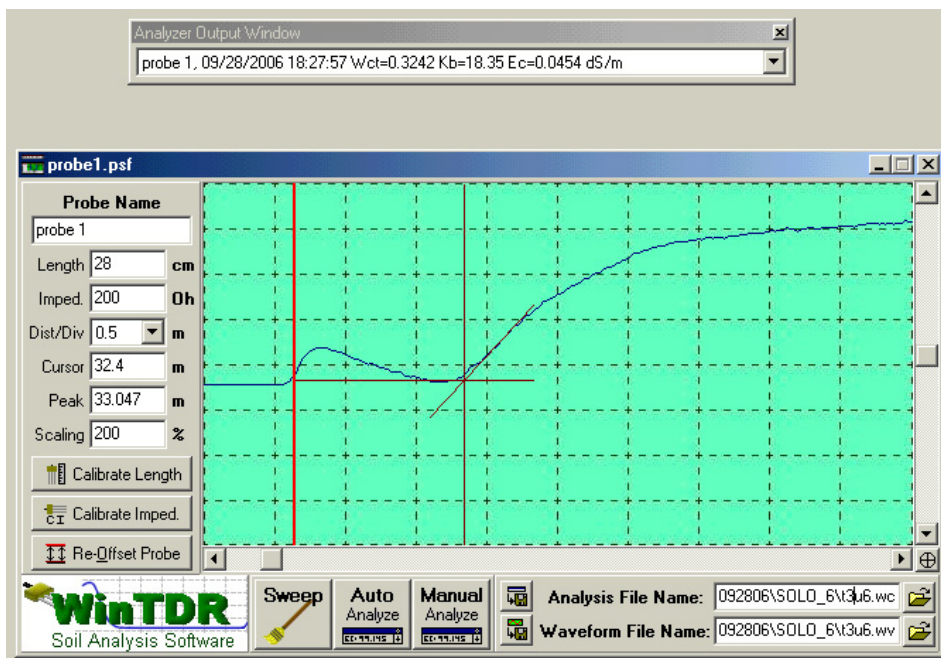 Analyzer Output Window
probe 1, 09/28/2006 18:27:57 Wct=0.3242 Kb=18.35 Ec=0.0454 dS/m
probe1.psf
Probe Name
probe 1
Length 28 cm
Imped. 200 Oh
Dist/Div 0.5 m
Cursor 32.4 m
Peak 33.047 m
Scaling 200 %
Calibrate Length
CI Calibrate Imped.
Re-Offset Probe
WinTDR
Soil Analysis Software
Sweep
Auto
Analyze
Manual
Analyze
Analysis File Name: 092806\SOLO_6\t3u6.wc
Waveform File Name: 092806\SOLO_6\t3u6.wv